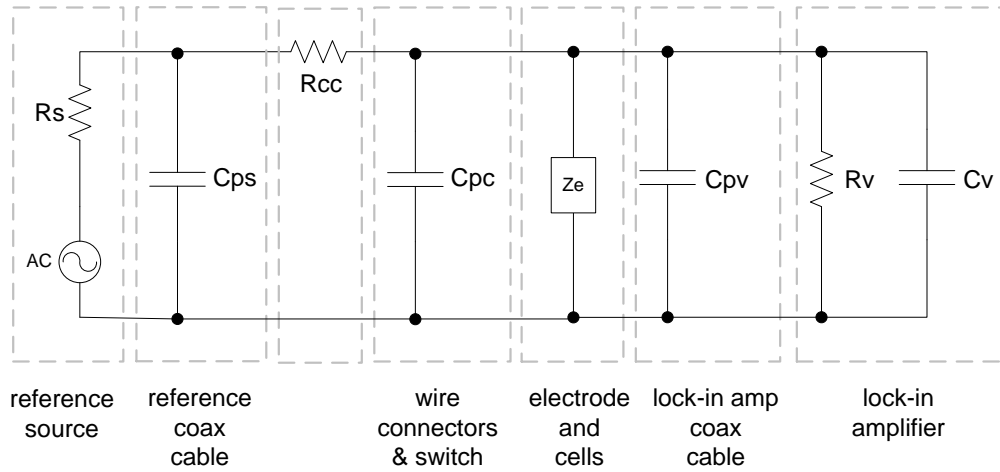 Rs
AC
Cps
Rcc
Cpc
Ze
Cpv
Rv
Cv
reference
source
reference
coax
cable
wire
connectors
& switch
electrode
and
cells
lock-in amp
coax
cable
lock-in
amplifier